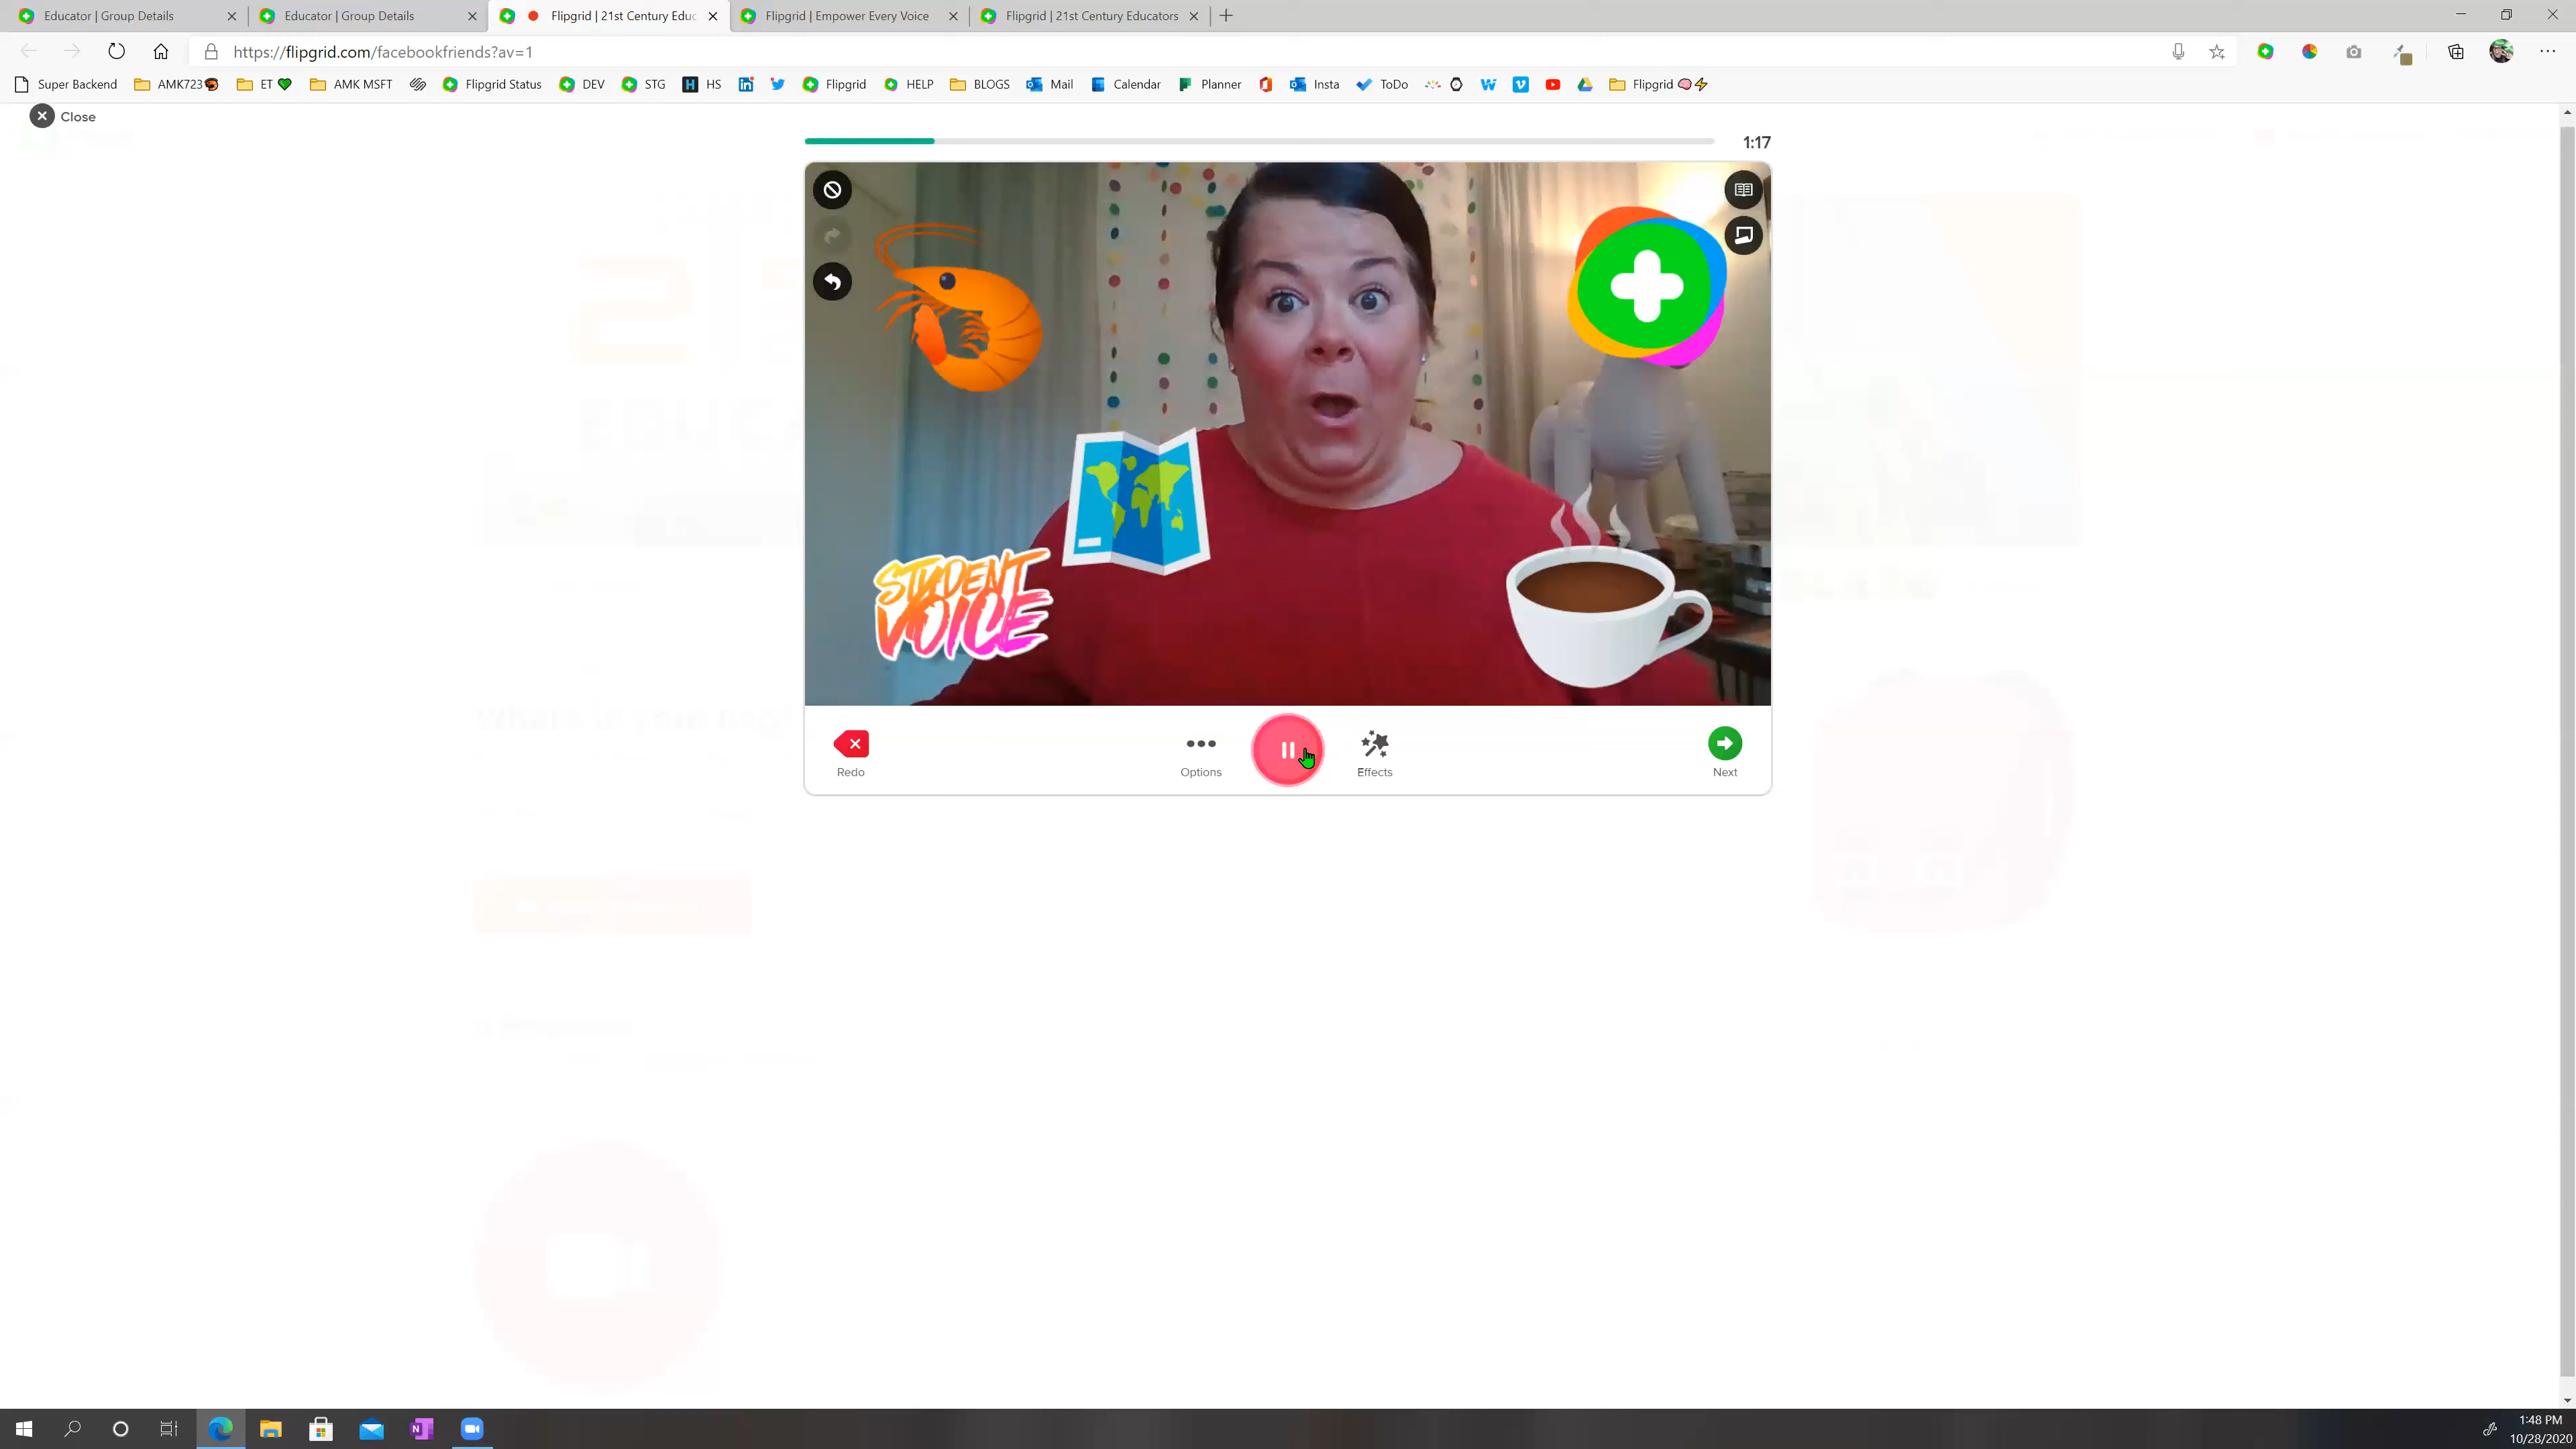 Educator | Group Details
Educator | Group Details
Flipgrid | 21st Century Educ
Flipgrid | Empower Every Voice
Flipgrid | 21st Century Educators
https://flipgrid.com/facebookfriends?av=1
Super Backend
AMK723
ET
AMK MSFT
Flipgrid Status
DEV
STG
H HS
Flipgrid
HELP
BLOGS
Mail
Calendar
Planner
Insta
ToDo
Flipgrid
Close
1:17
STUDENT
VOICE
Redo
Options
Effects
Next
1:48 PM
10/28/2020